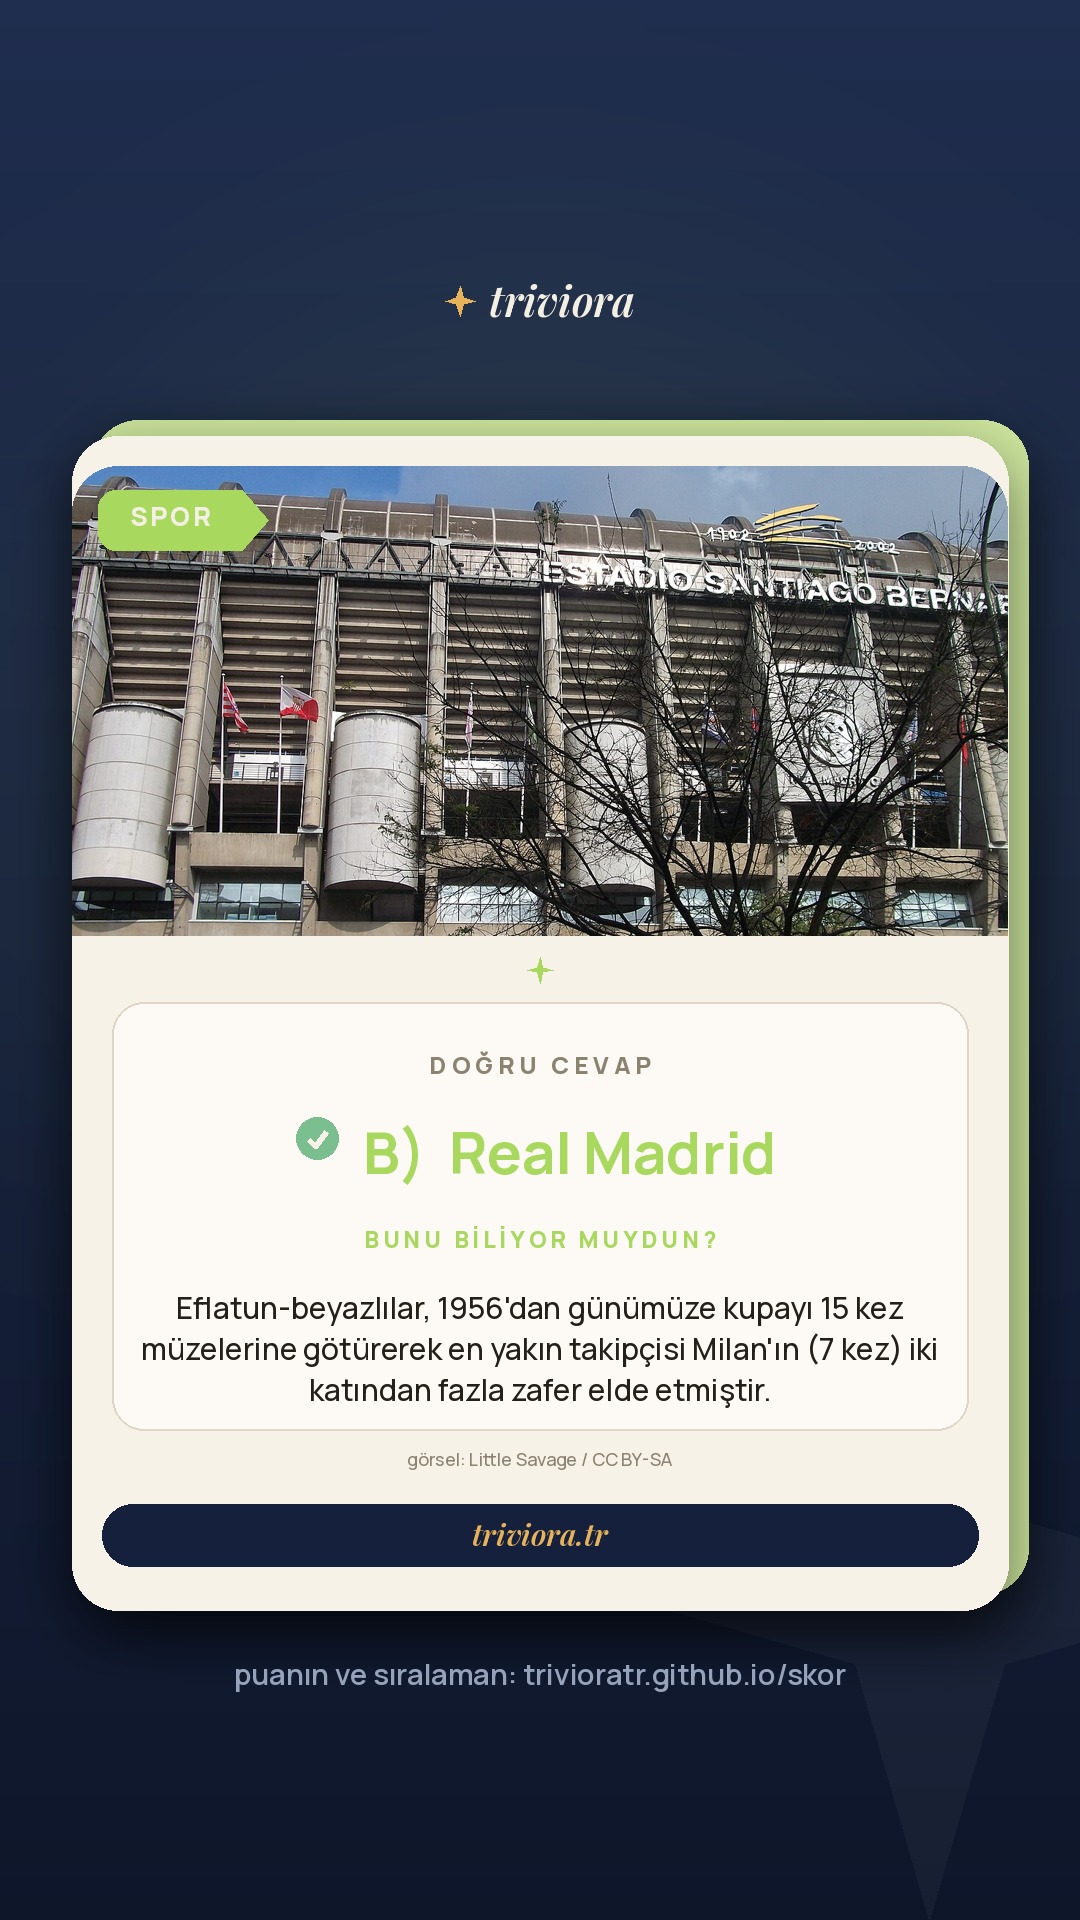 triviora
SPOR
1902 2002
ESTADIO SANTIAGO BERNAB
DOĞRU CEVAP
B) Real Madrid
BUNU BİLİYOR MUYDUN?
Eflatun-beyazlılar, 1956'dan günümüze kupayı 15 kez
müzelerine götürerek en yakın takipçisi Milan'ın (7 kez) iki
katından fazla zafer elde etmiştir.
görsel: Little Savage / CC BY-SA
triviora.tr
puanın ve sıralaman: trivioratr.github.io/skor